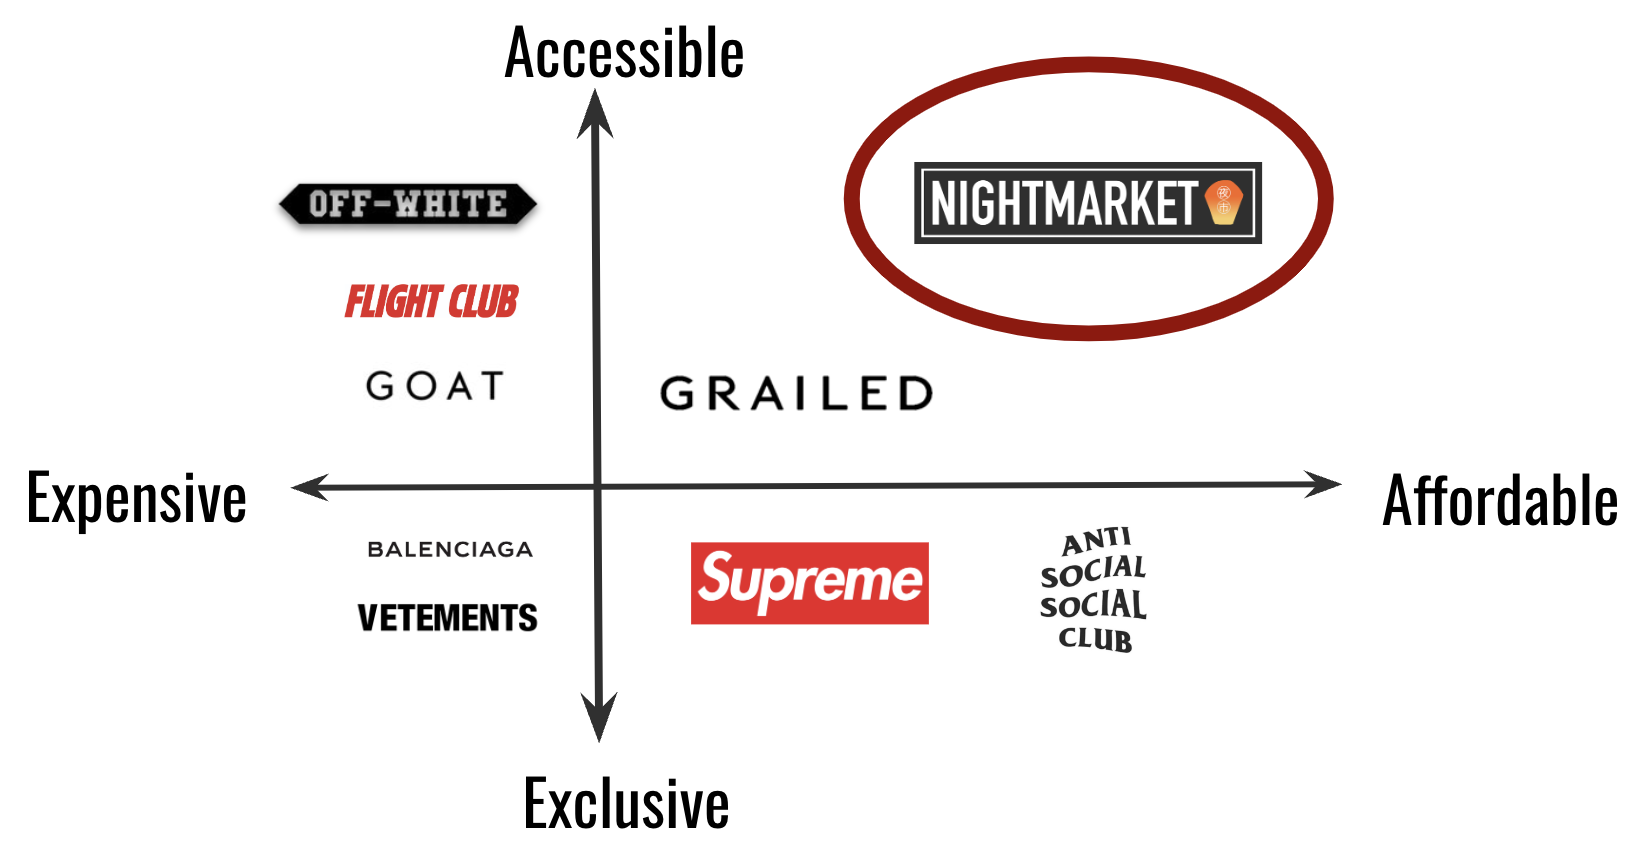 Accessible
OFF-WHITE
NIGHTMARKET
夜
市
FLIGHT CLUB
GOAT
GRAILED
Expensive
Affordable
BALENCIAGA
VETEMENTS
Supreme
ANTI
SOCIAL
SOCIAL
CLUB
Exclusive